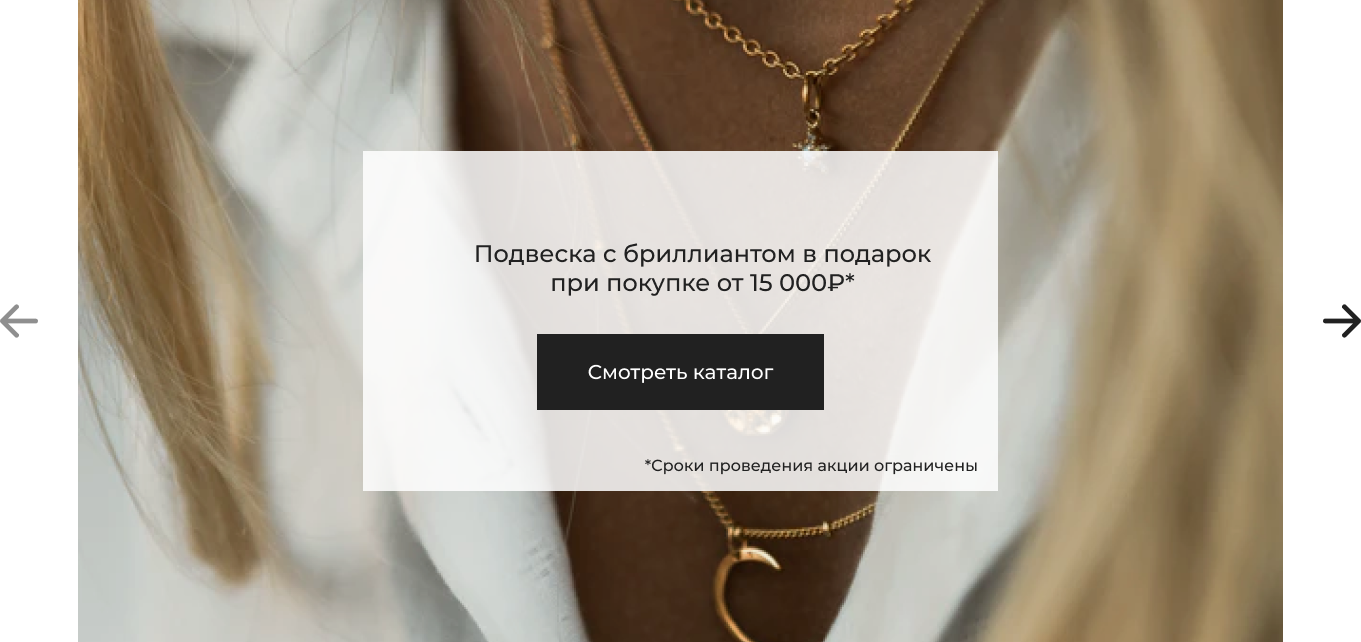 Подвеска с бриллиантом в подарок
при покупке от 15 000₽*
Смотреть каталог
*Сроки проведения акции ограничены